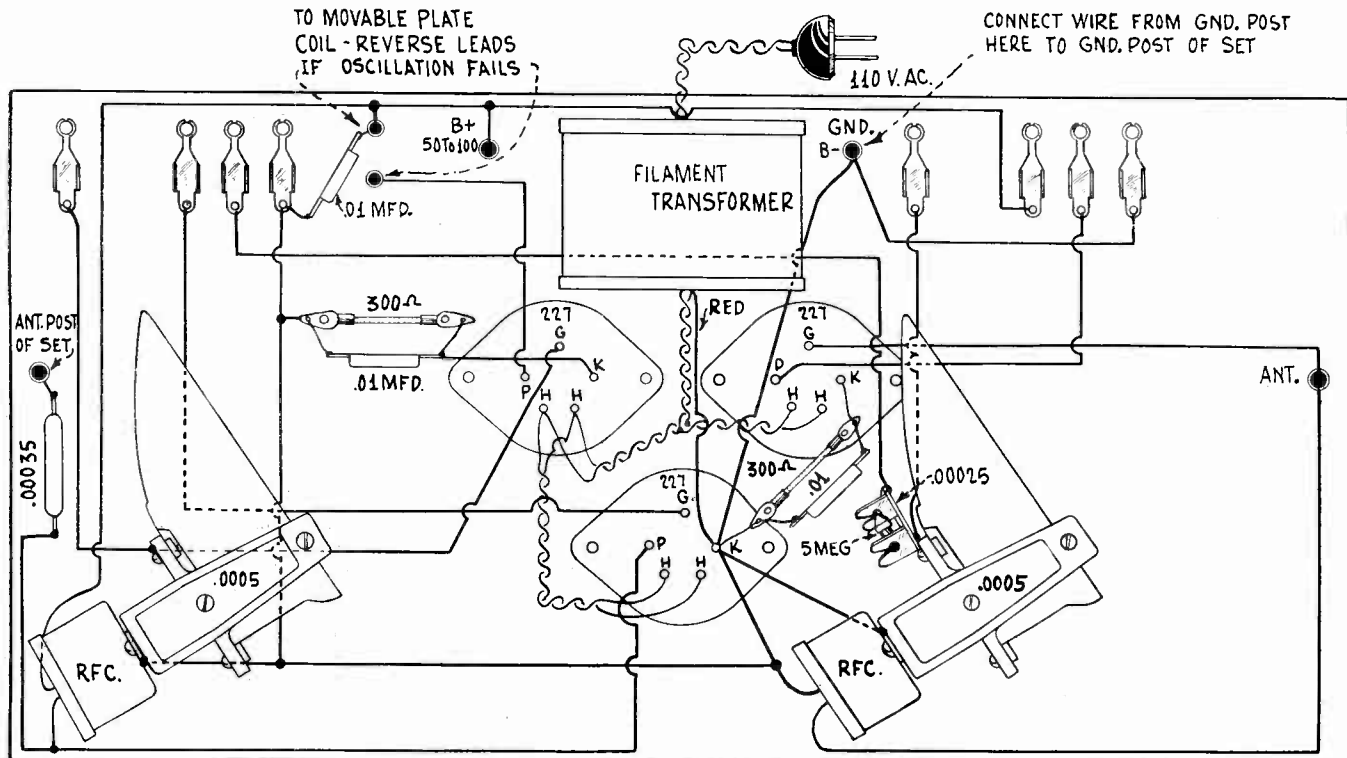 TO MOVABLE PLATE
COIL - REVERSE LEADS
IF OSCILLATION FAILS
110 V. AC.
CONNECT WIRE FROM GND. POST
HERE TO GND. POST OF SET
B+
50 To 100
.01 MFD.
FILAMENT
TRANSFORMER
GND.
B-
RED
ANT. POST
OF SET
.00035
300Ω
.01 MFD.
227
G
P
K
H
H
227
G
P
K
H
H
ANT.
300Ω
.01
.00025
5 MEG
227
G
P
K
H
H
.0005
RFC.
.0005
RFC.